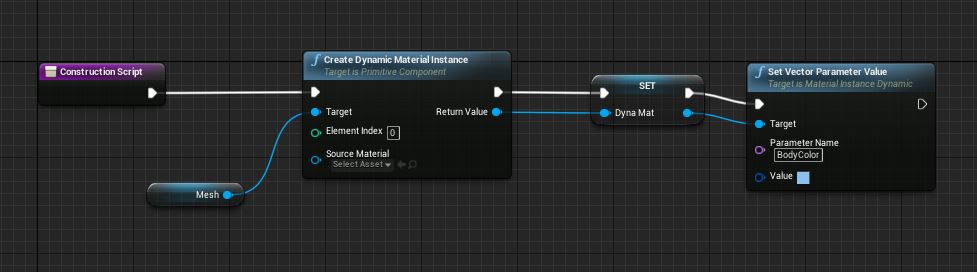 Construction Script
Create Dynamic Material Instance
Target is Primitive Component
Target
Return Value
Element Index 0
Source Material
Select Asset
Mesh
SET
Dyna Mat
Set Vector Parameter Value
Target is Material Instance Dynamic
Target
Parameter Name
BodyColor
Value